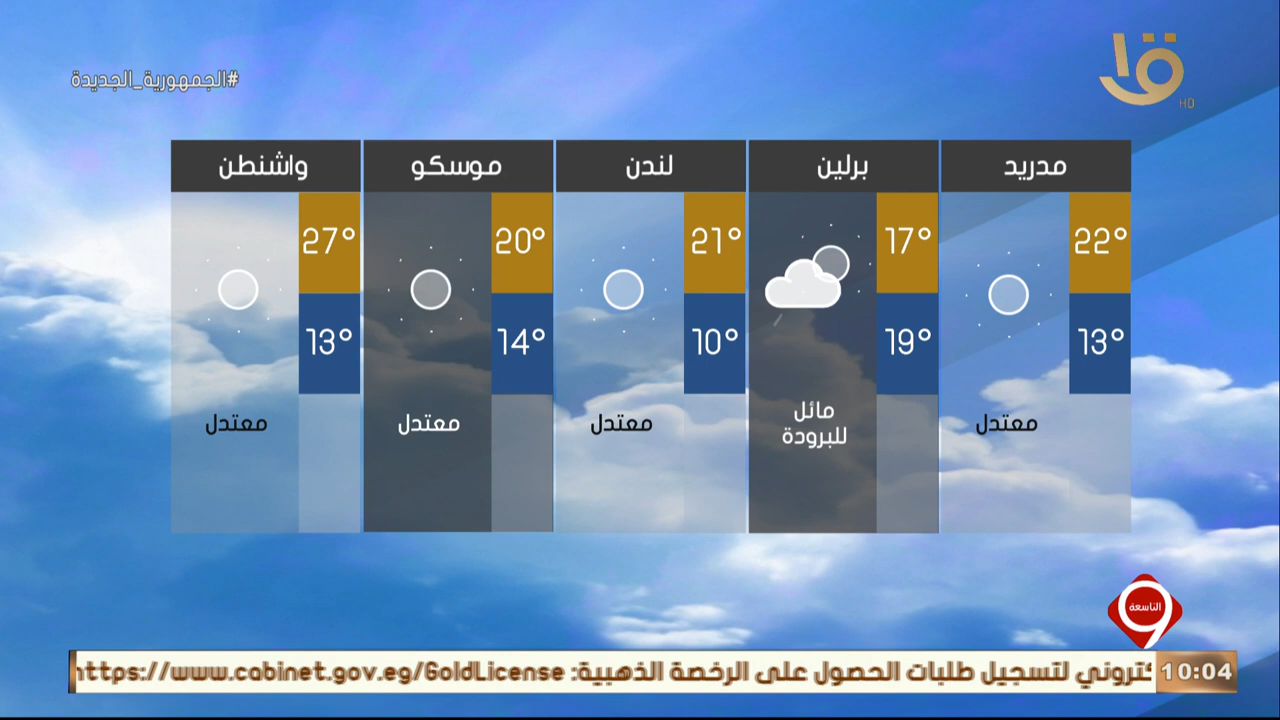 #الجمهورية_الجديدة
HD
مدريد
22°
13°
معتدل
برلين
17°
19°
مائل
للبرودة
لندن
21°
10°
معتدل
موسكو
20°
14°
معتدل
واشنطن
27°
13°
معتدل
التاسعة
9
10:04
لتسجيل طلبات الحصول على الرخصة الذهبية: https://www.cabinet.gov.eg/GoldLicense